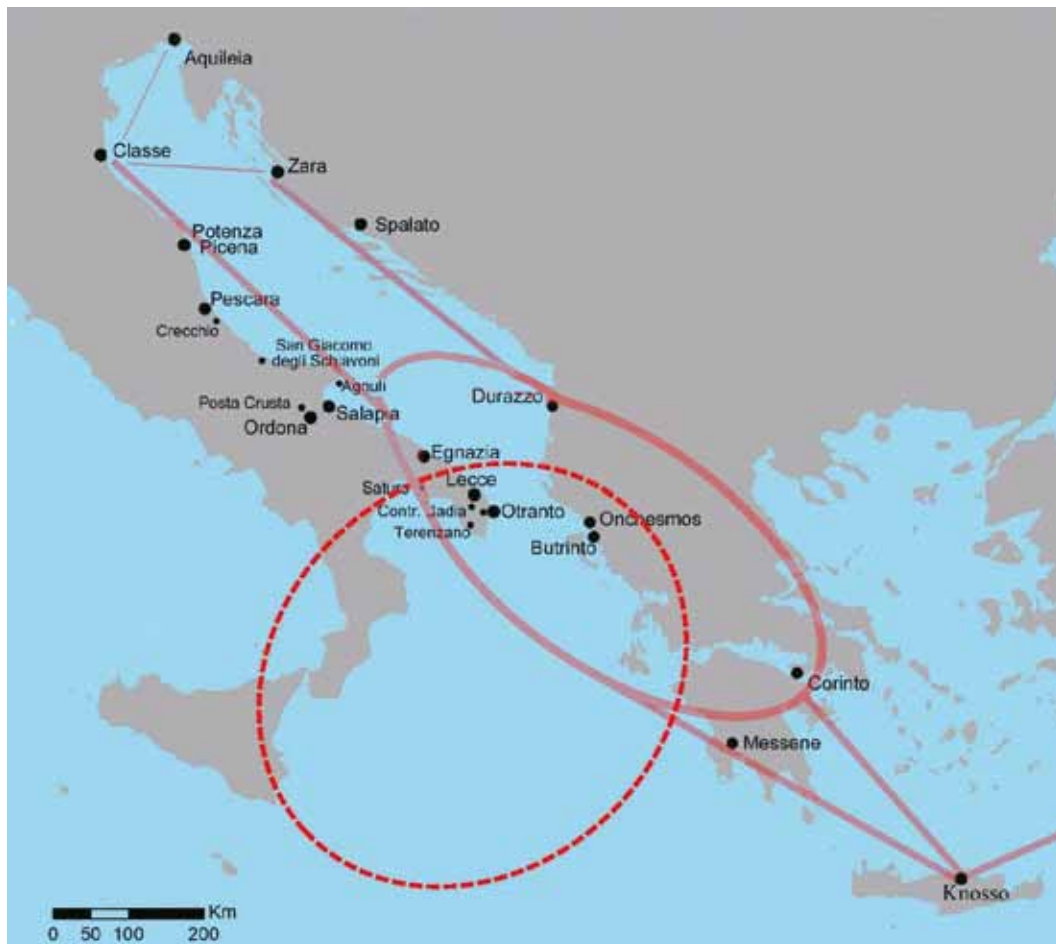 Aquileia
Classe
Zara
Spalato
Potenza
Picena
Pescara
Crecchio
San Giacomo
degli Schiavoni
Agnuli
Posta Crusta
Salapia
Ordona
Durazzo
Egnazia
Lecce
Saturo
Contr. Jadia
Otranto
Terenzano
Onchesmos
Butrinto
Corinto
Messene
Knosso
Km
0 50 100 200